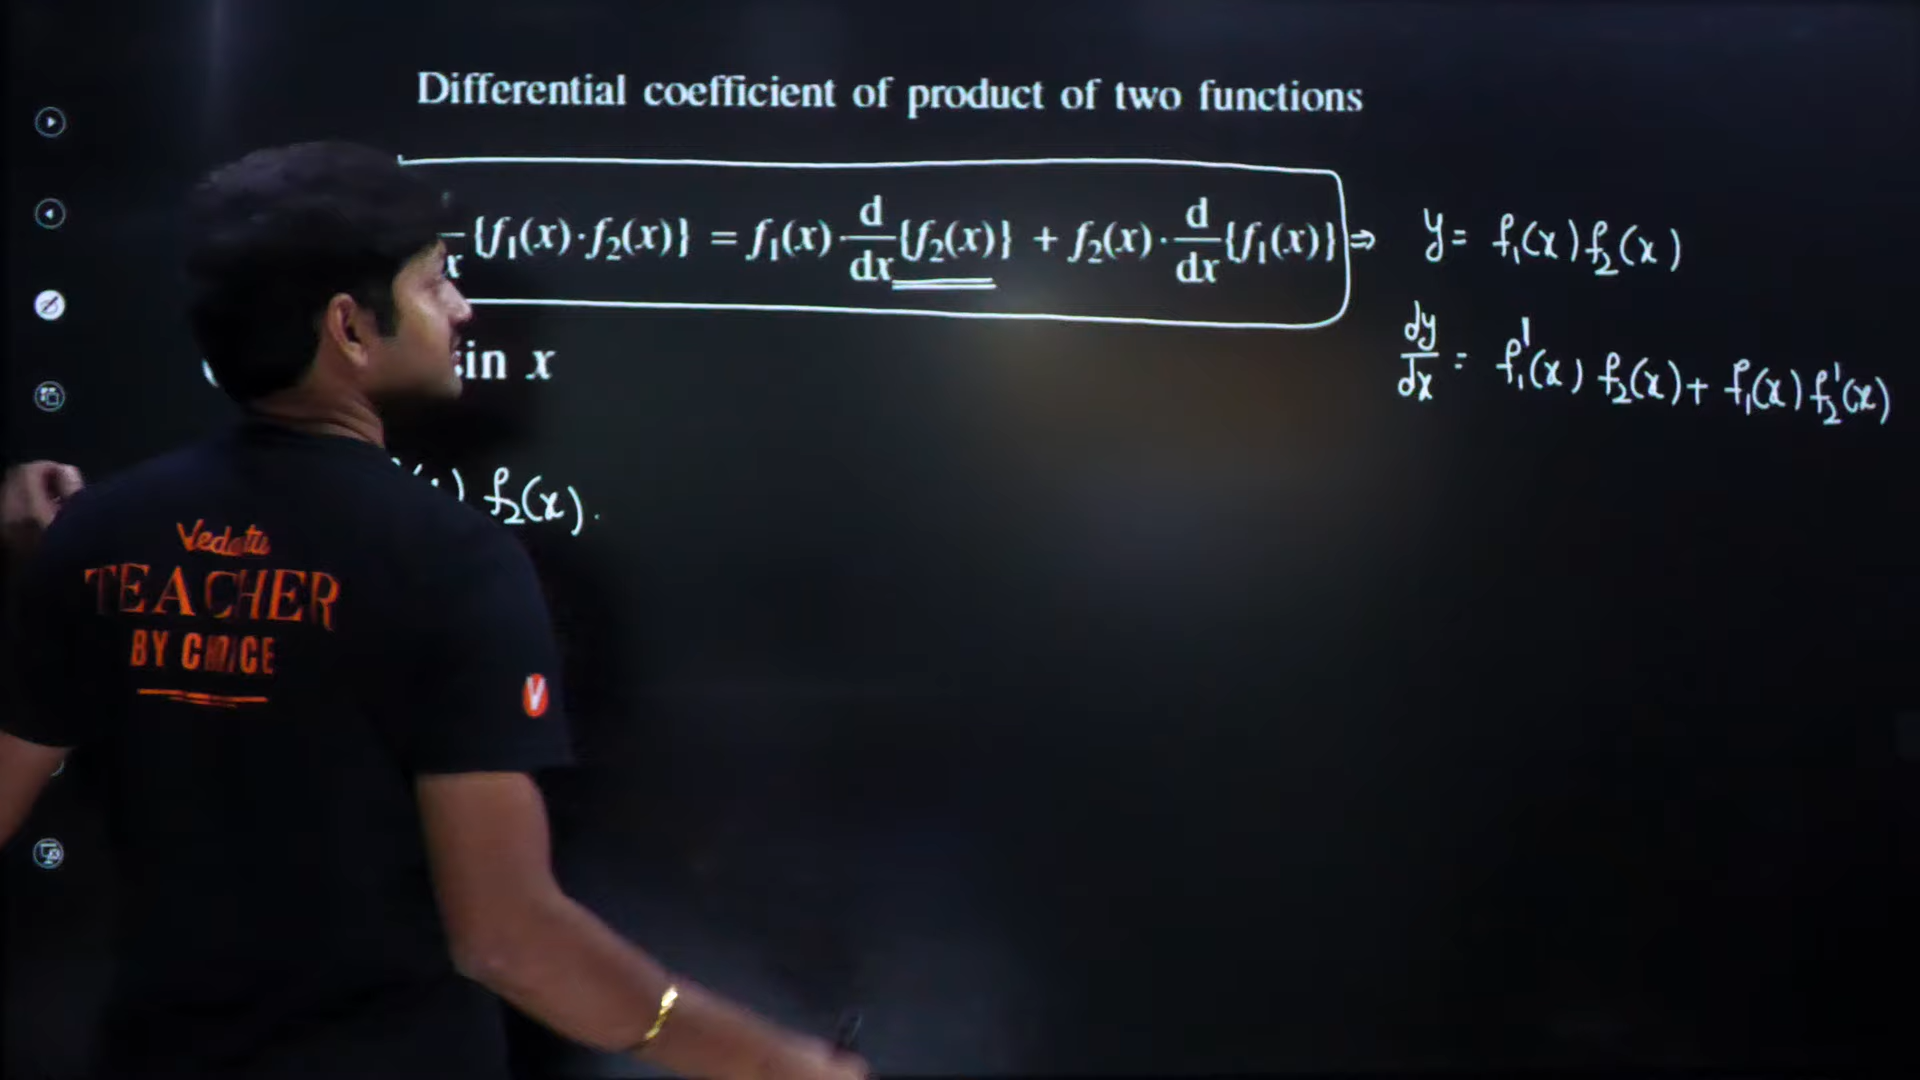 Differential coefficient of product of two functions
{f₁(x)·f₂(x)} = f₁(x)·d/dx{f₂(x)} + f₂(x)·d/dx{f₁(x)} ⇒ y = f₁(x) f₂(x)
dy/dx = f₁'(x) f₂(x) + f₁(x) f₂'(x)
in x
f₂(x).
Vedantu
TEACHER
BY CHOICE
V